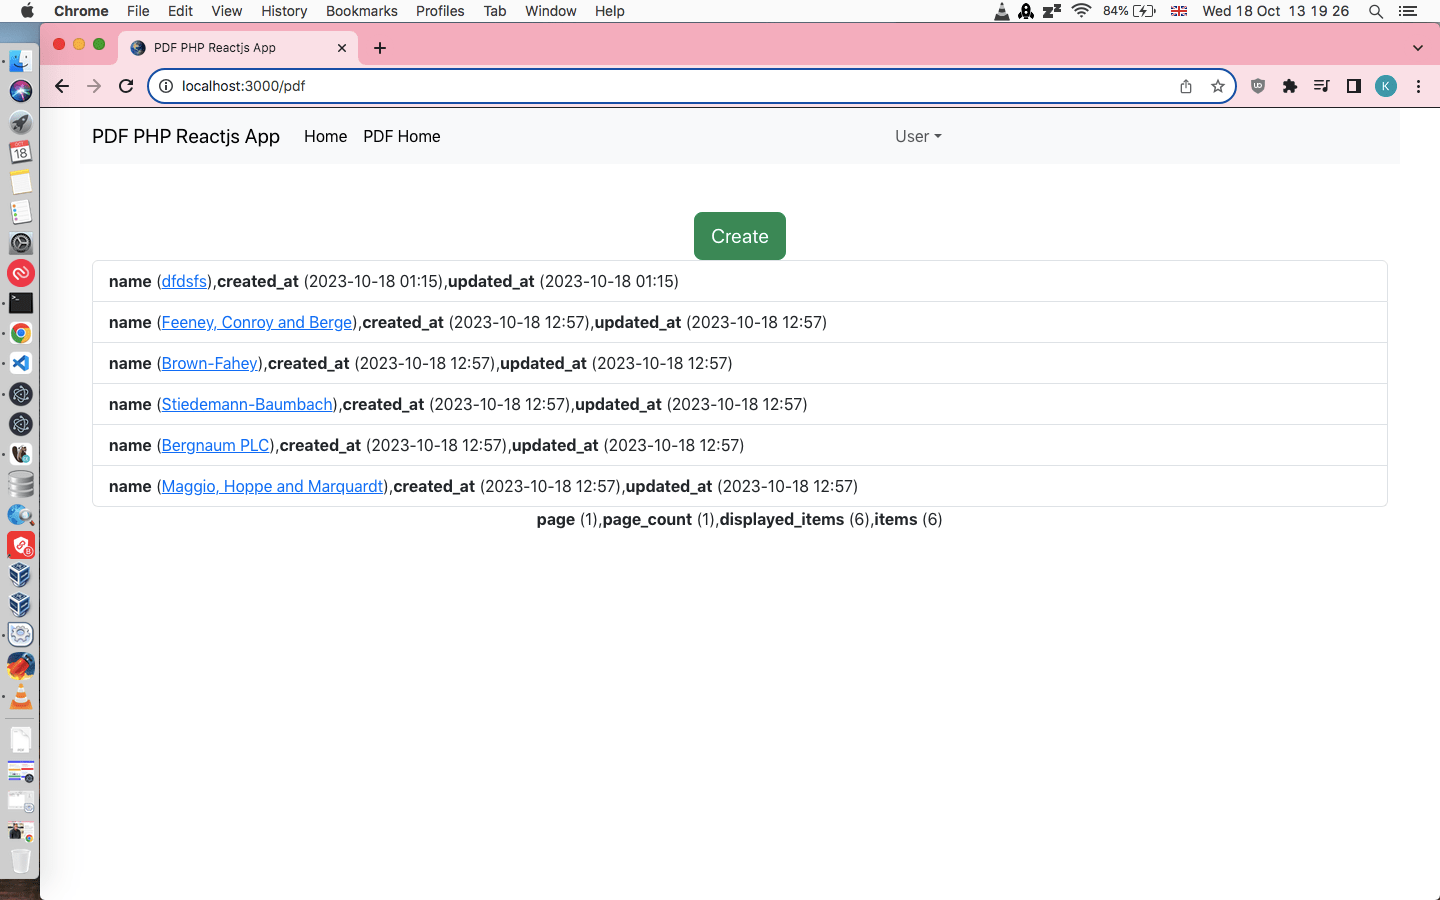 Chrome File Edit View History Bookmarks Profiles Tab Window Help 84% Wed 18 Oct 13 19 26
PDF PHP Reactjs App
localhost:3000/pdf
K
PDF PHP Reactjs App Home PDF Home User
Create
name (dfdsfs),created_at (2023-10-18 01:15),updated_at (2023-10-18 01:15)
name (Feeney, Conroy and Berge),created_at (2023-10-18 12:57),updated_at (2023-10-18 12:57)
name (Brown-Fahey),created_at (2023-10-18 12:57),updated_at (2023-10-18 12:57)
name (Stiedemann-Baumbach),created_at (2023-10-18 12:57),updated_at (2023-10-18 12:57)
name (Bergnaum PLC),created_at (2023-10-18 12:57),updated_at (2023-10-18 12:57)
name (Maggio, Hoppe and Marquardt),created_at (2023-10-18 12:57),updated_at (2023-10-18 12:57)
page (1),page_count (1),displayed_items (6),items (6)
18